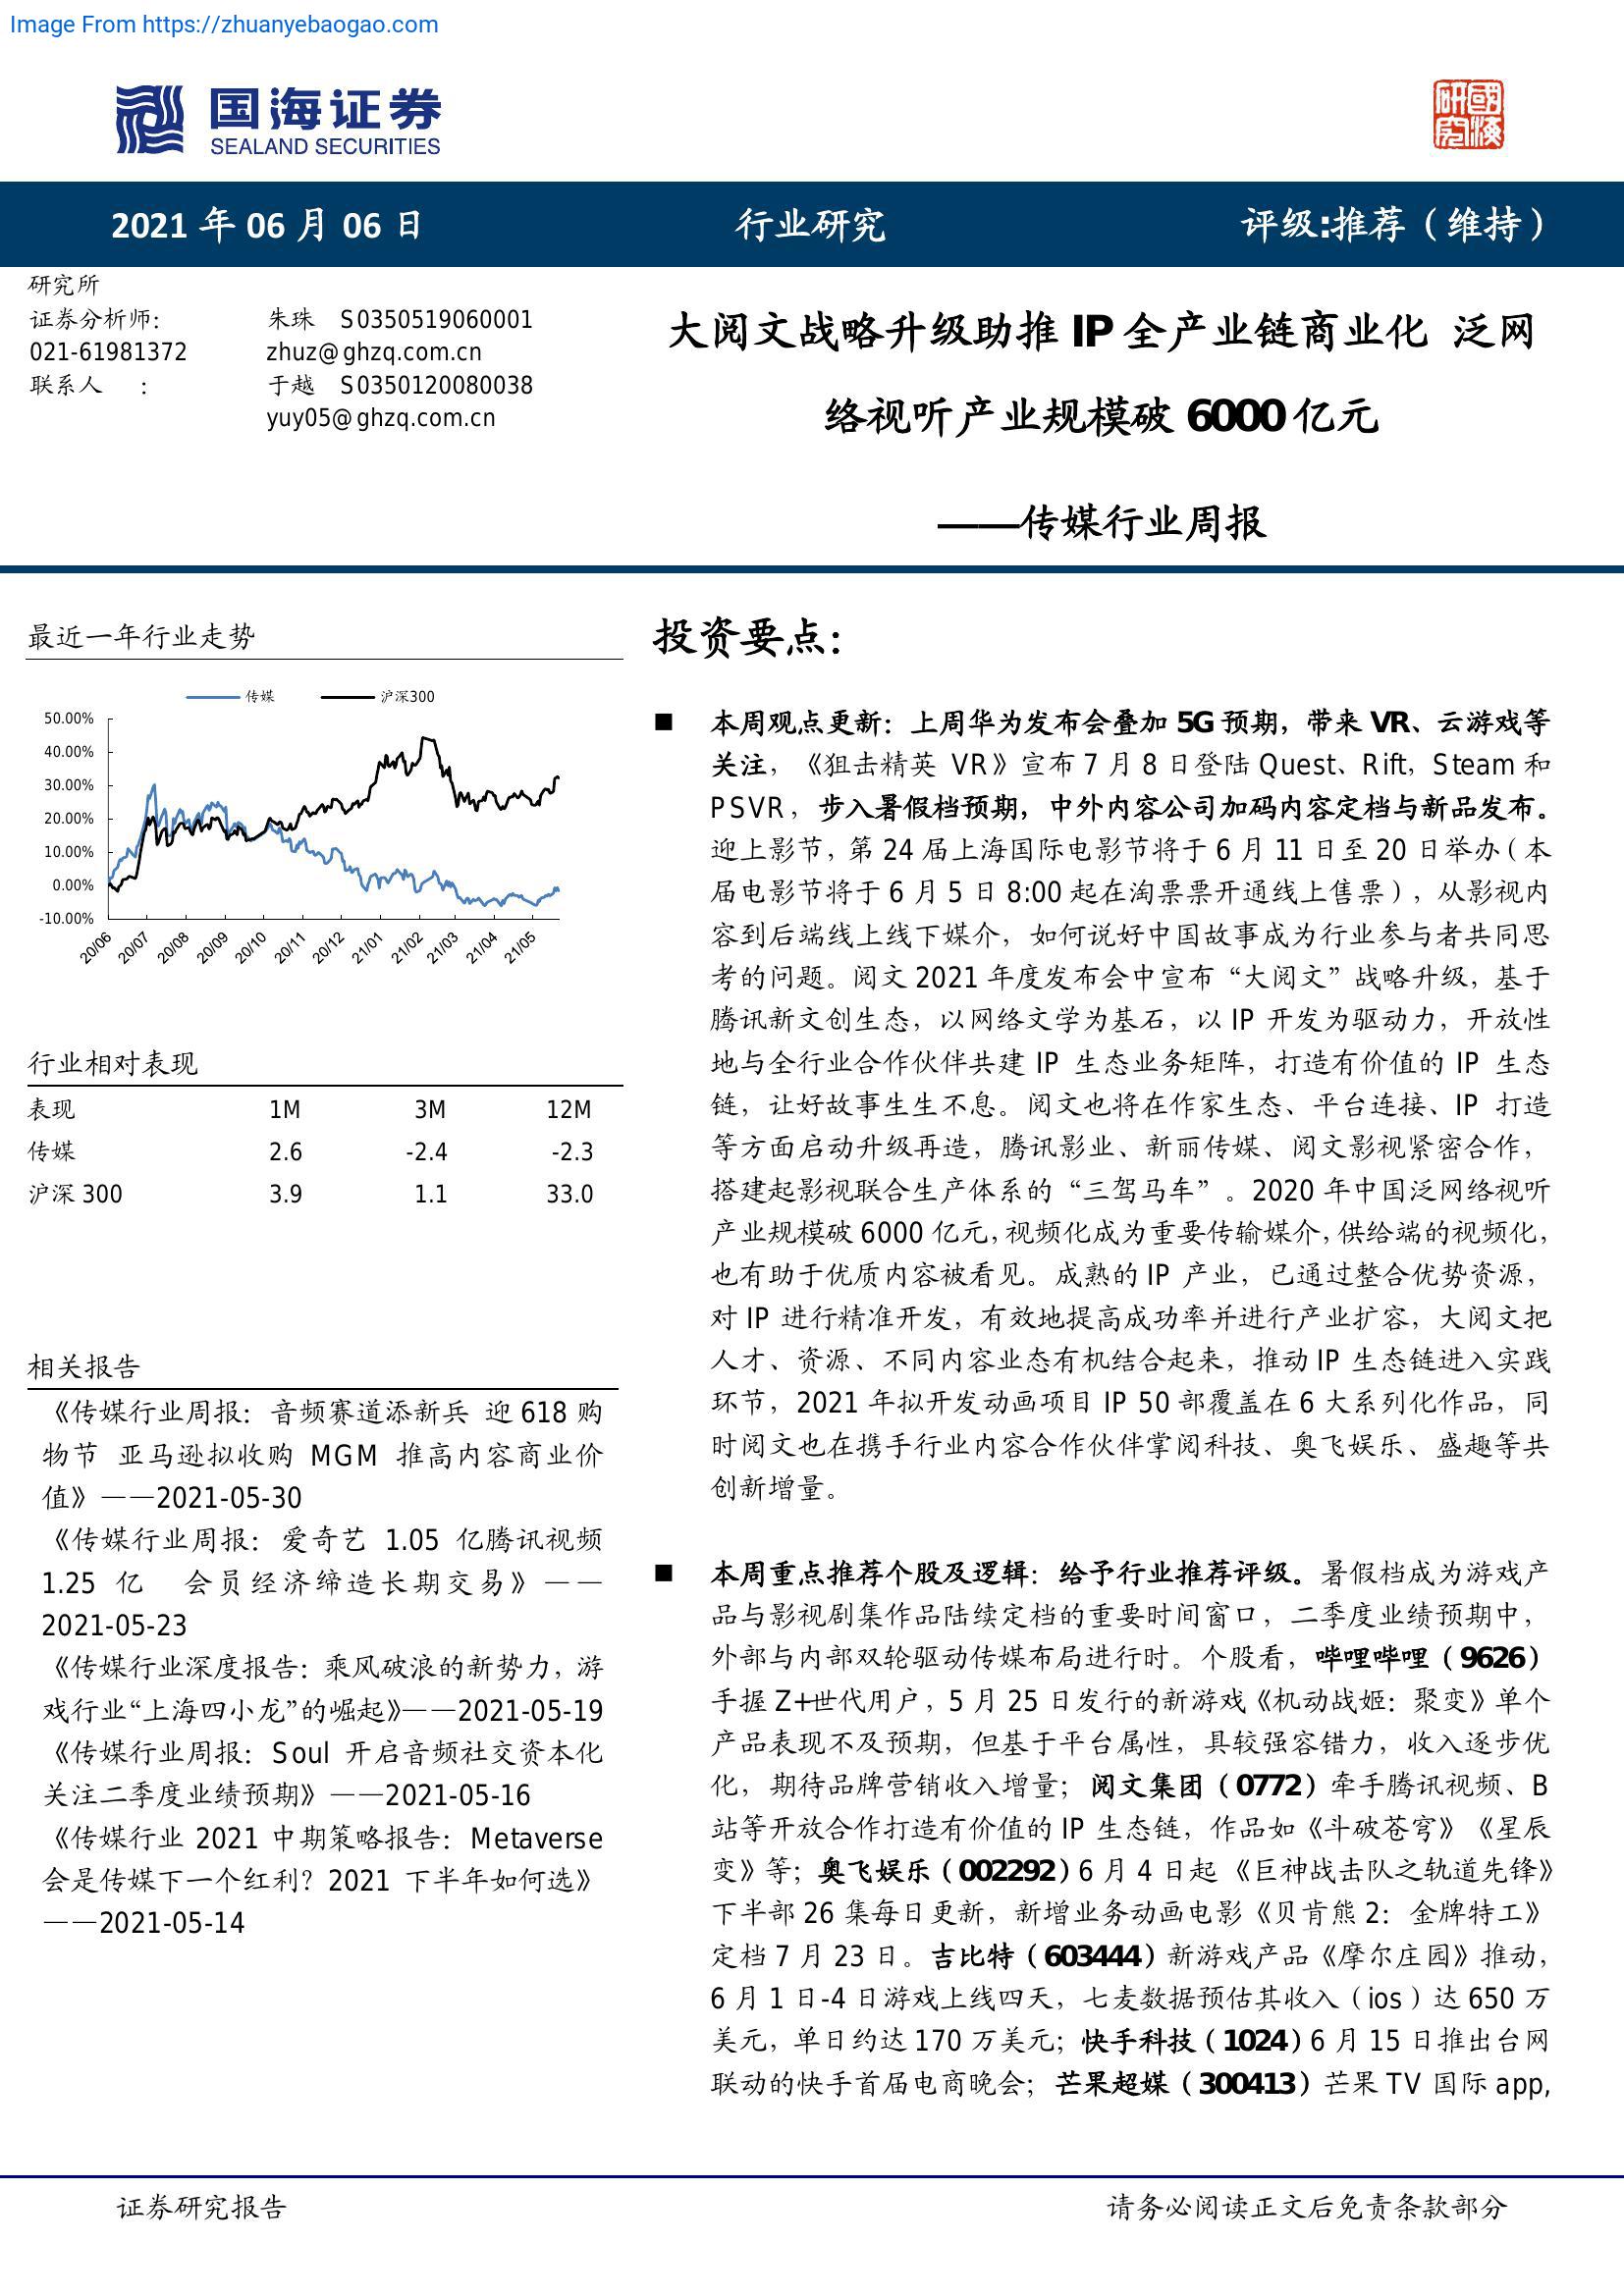 Image From https://zhuanyebaogao.com
国海证券
SEALAND SECURITIES
研國
究海
2021 年 06 月 06 日
行业研究
评级:推荐（维持）
研究所
证券分析师: 朱珠 S0350519060001
021-61981372 zhuz@ghzq.com.cn
联系人 : 于越 S0350120080038
yuy05@ghzq.com.cn
大阅文战略升级助推 IP 全产业链商业化 泛网
络视听产业规模破 6000 亿元
——传媒行业周报
最近一年行业走势
传媒 沪深300
50.00%
40.00%
30.00%
20.00%
10.00%
0.00%
-10.00%
20/06 20/07 20/08 20/09 20/10 20/11 20/12 21/01 21/02 21/03 21/04 21/05
行业相对表现
表现 1M 3M 12M
传媒 2.6 -2.4 -2.3
沪深 300 3.9 1.1 33.0
相关报告
《传媒行业周报：音频赛道添新兵 迎 618 购
物节 亚马逊拟收购 MGM 推高内容商业价
值》——2021-05-30
《传媒行业周报：爱奇艺 1.05 亿腾讯视频
1.25 亿 会员经济缔造长期交易》——
2021-05-23
《传媒行业深度报告：乘风破浪的新势力，游
戏行业“上海四小龙”的崛起》——2021-05-19
《传媒行业周报：Soul 开启音频社交资本化
关注二季度业绩预期》——2021-05-16
《传媒行业 2021 中期策略报告：Metaverse
会是传媒下一个红利？2021 下半年如何选》
——2021-05-14
投资要点：
■ 本周观点更新：上周华为发布会叠加 5G 预期，带来 VR、云游戏等
关注，《狙击精英 VR》宣布 7 月 8 日登陆 Quest、Rift，Steam 和
PSVR，步入暑假档预期，中外内容公司加码内容定档与新品发布。
迎上影节，第 24 届上海国际电影节将于 6 月 11 日至 20 日举办（本
届电影节将于 6 月 5 日 8:00 起在淘票票开通线上售票），从影视内
容到后端线上线下媒介，如何说好中国故事成为行业参与者共同思
考的问题。阅文 2021 年度发布会中宣布“大阅文”战略升级，基于
腾讯新文创生态，以网络文学为基石，以 IP 开发为驱动力，开放性
地与全行业合作伙伴共建 IP 生态业务矩阵，打造有价值的 IP 生态
链，让好故事生生不息。阅文也将在作家生态、平台连接、IP 打造
等方面启动升级再造，腾讯影业、新丽传媒、阅文影视紧密合作，
搭建起影视联合生产体系的“三驾马车”。2020 年中国泛网络视听
产业规模破 6000 亿元，视频化成为重要传输媒介，供给端的视频化，
也有助于优质内容被看见。成熟的 IP 产业，已通过整合优势资源，
对 IP 进行精准开发，有效地提高成功率并进行产业扩容，大阅文把
人才、资源、不同内容业态有机结合起来，推动 IP 生态链进入实践
环节，2021 年拟开发动画项目 IP 50 部覆盖在 6 大系列化作品，同
时阅文也在携手行业内容合作伙伴掌阅科技、奥飞娱乐、盛趣等共
创新增量。
■ 本周重点推荐个股及逻辑：给予行业推荐评级。暑假档成为游戏产
品与影视剧集作品陆续定档的重要时间窗口，二季度业绩预期中，
外部与内部双轮驱动传媒布局进行时。个股看，哔哩哔哩（9626）
手握 Z+世代用户，5 月 25 日发行的新游戏《机动战姬：聚变》单个
产品表现不及预期，但基于平台属性，具较强容错力，收入逐步优
化，期待品牌营销收入增量；阅文集团（0772）牵手腾讯视频、B
站等开放合作打造有价值的 IP 生态链，作品如《斗破苍穹》《星辰
变》等；奥飞娱乐（002292）6 月 4 日起《巨神战击队之轨道先锋》
下半部 26 集每日更新，新增业务动画电影《贝肯熊 2：金牌特工》
定档 7 月 23 日。吉比特（603444）新游戏产品《摩尔庄园》推动，
6 月 1 日-4 日游戏上线四天，七麦数据预估其收入（ios）达 650 万
美元，单日约达 170 万美元；快手科技（1024）6 月 15 日推出台网
联动的快手首届电商晚会；芒果超媒（300413）芒果 TV 国际 app,
证券研究报告
请务必阅读正文后免责条款部分